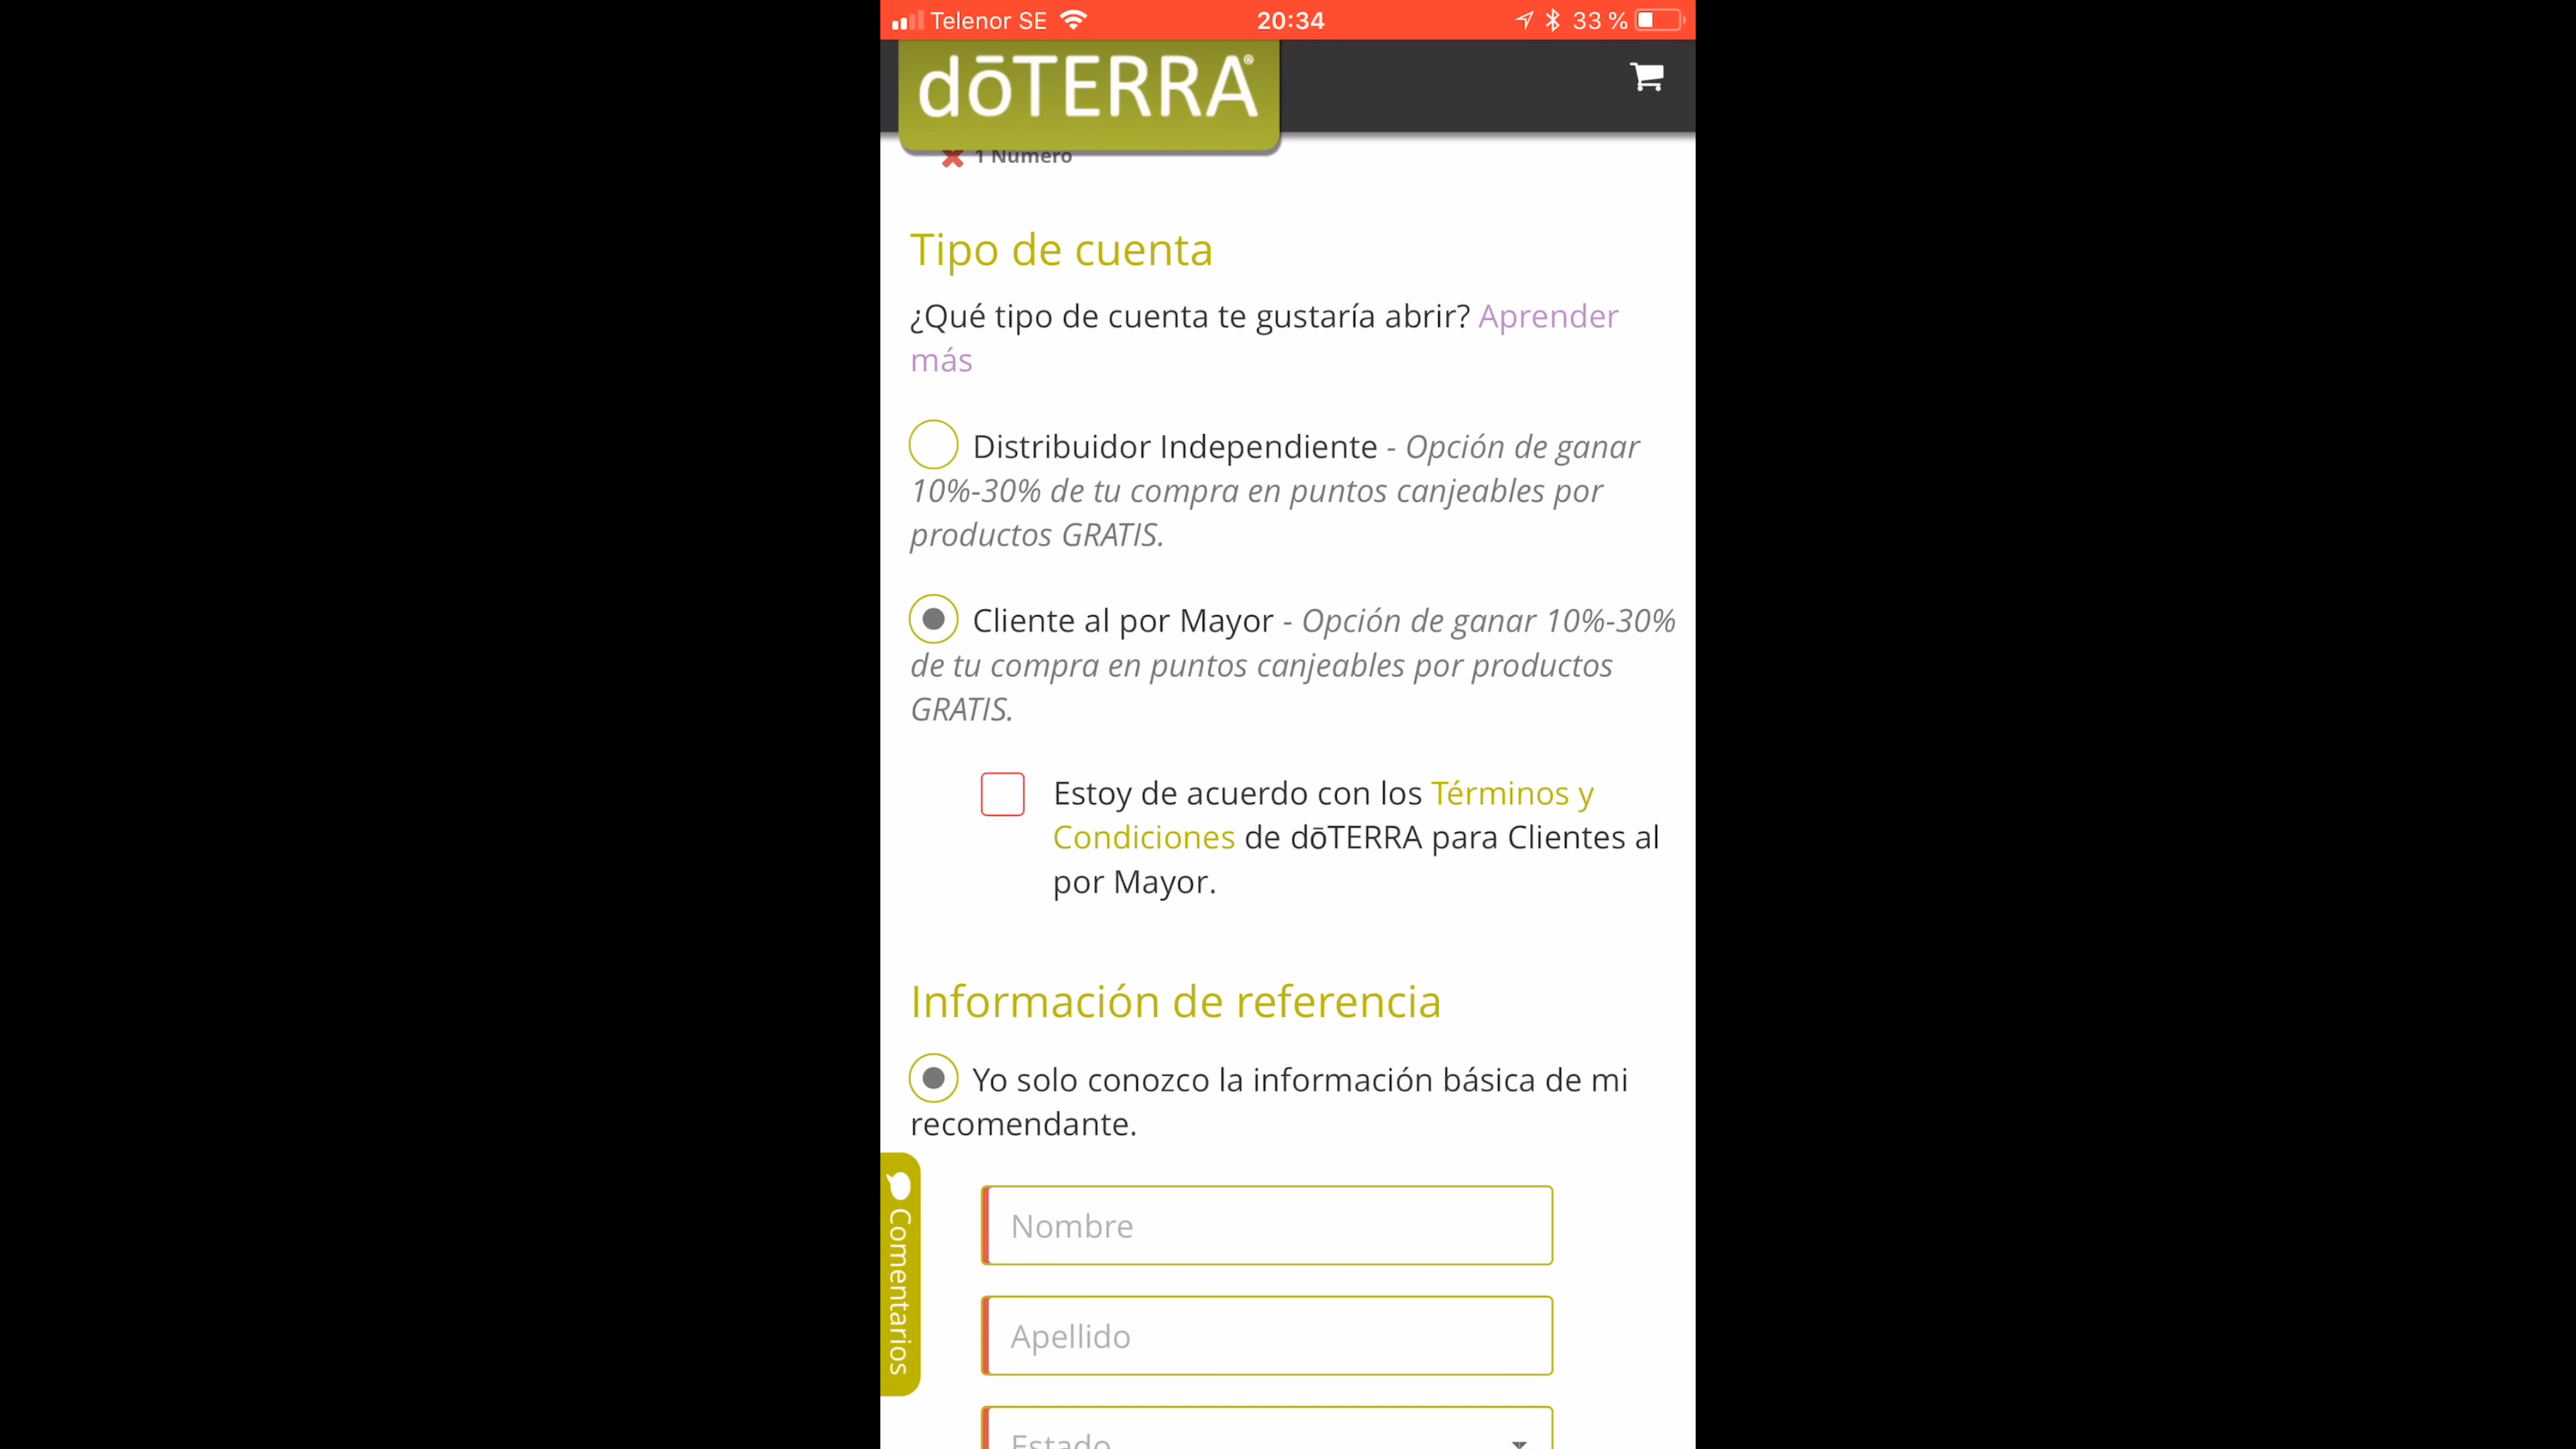 Telenor SE
20:34
33 %
dōTERRA®
1 Número
Tipo de cuenta
¿Qué tipo de cuenta te gustaría abrir? Aprender
más
Distribuidor Independiente - Opción de ganar
10%-30% de tu compra en puntos canjeables por
productos GRATIS.
Cliente al por Mayor - Opción de ganar 10%-30%
de tu compra en puntos canjeables por productos
GRATIS.
Estoy de acuerdo con los Términos y
Condiciones de dōTERRA para Clientes al
por Mayor.
Información de referencia
Yo solo conozco la información básica de mi
recomendante.
Comentarios
Nombre
Apellido
Estado